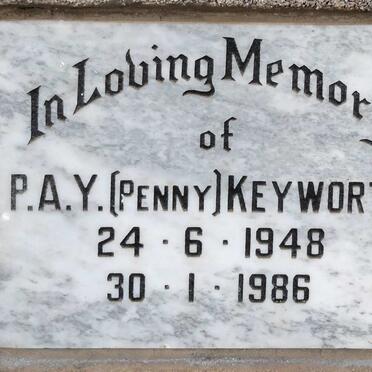 In Loving Memor
of
P.A.Y. (PENNY) KEYWORT
24 · 6 · 1948
30 · 1 · 1986